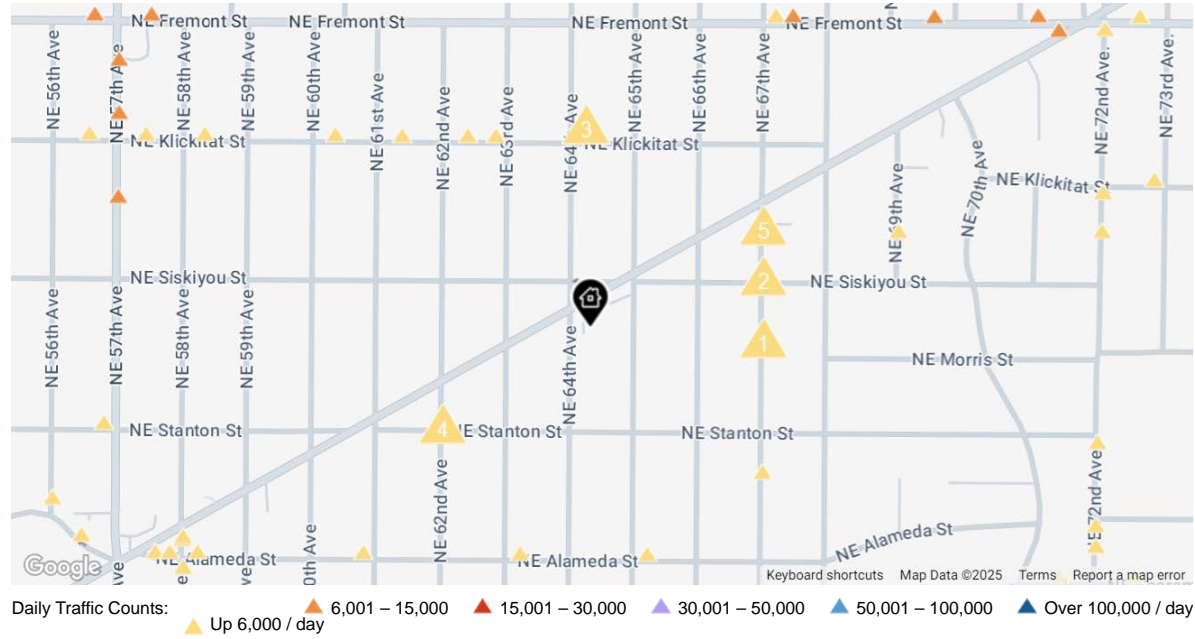 NE Fremont St
NE 60th Ave
NE Fremont St
NE Fremont St
NE 56th Ave
NE 57th Ave
NE 58th Ave
NE 59th Ave
NE 61st Ave
NE 62nd Ave
NE 63rd Ave
NE 64th Ave
NE 65th Ave
NE 66th Ave
NE 67th Ave
NE 72nd Ave.
NE 73rd Ave.
3
NE Klickitat St
NE Klickitat St
NE 69th Ave
NE 70th Ave
NE Klickitat St
5
NE Siskiyou St
2
NE Siskiyou St
NE 56th Ave
NE 57th Ave
NE 58th Ave
NE 59th Ave
NE 64th Ave
1
NE Morris St
NE Stanton St
4
NE Stanton St
NE Stanton St
NE 62nd Ave
NE 72nd Ave
0th Ave
Google
NE Alameda St
NE Alameda St
NE Alameda St
Keyboard shortcuts Map Data ©2025 Terms Report a map error
Daily Traffic Counts:
Up 6,000 / day
6,001 – 15,000
15,001 – 30,000
30,001 – 50,000
50,001 – 100,000
Over 100,000 / day